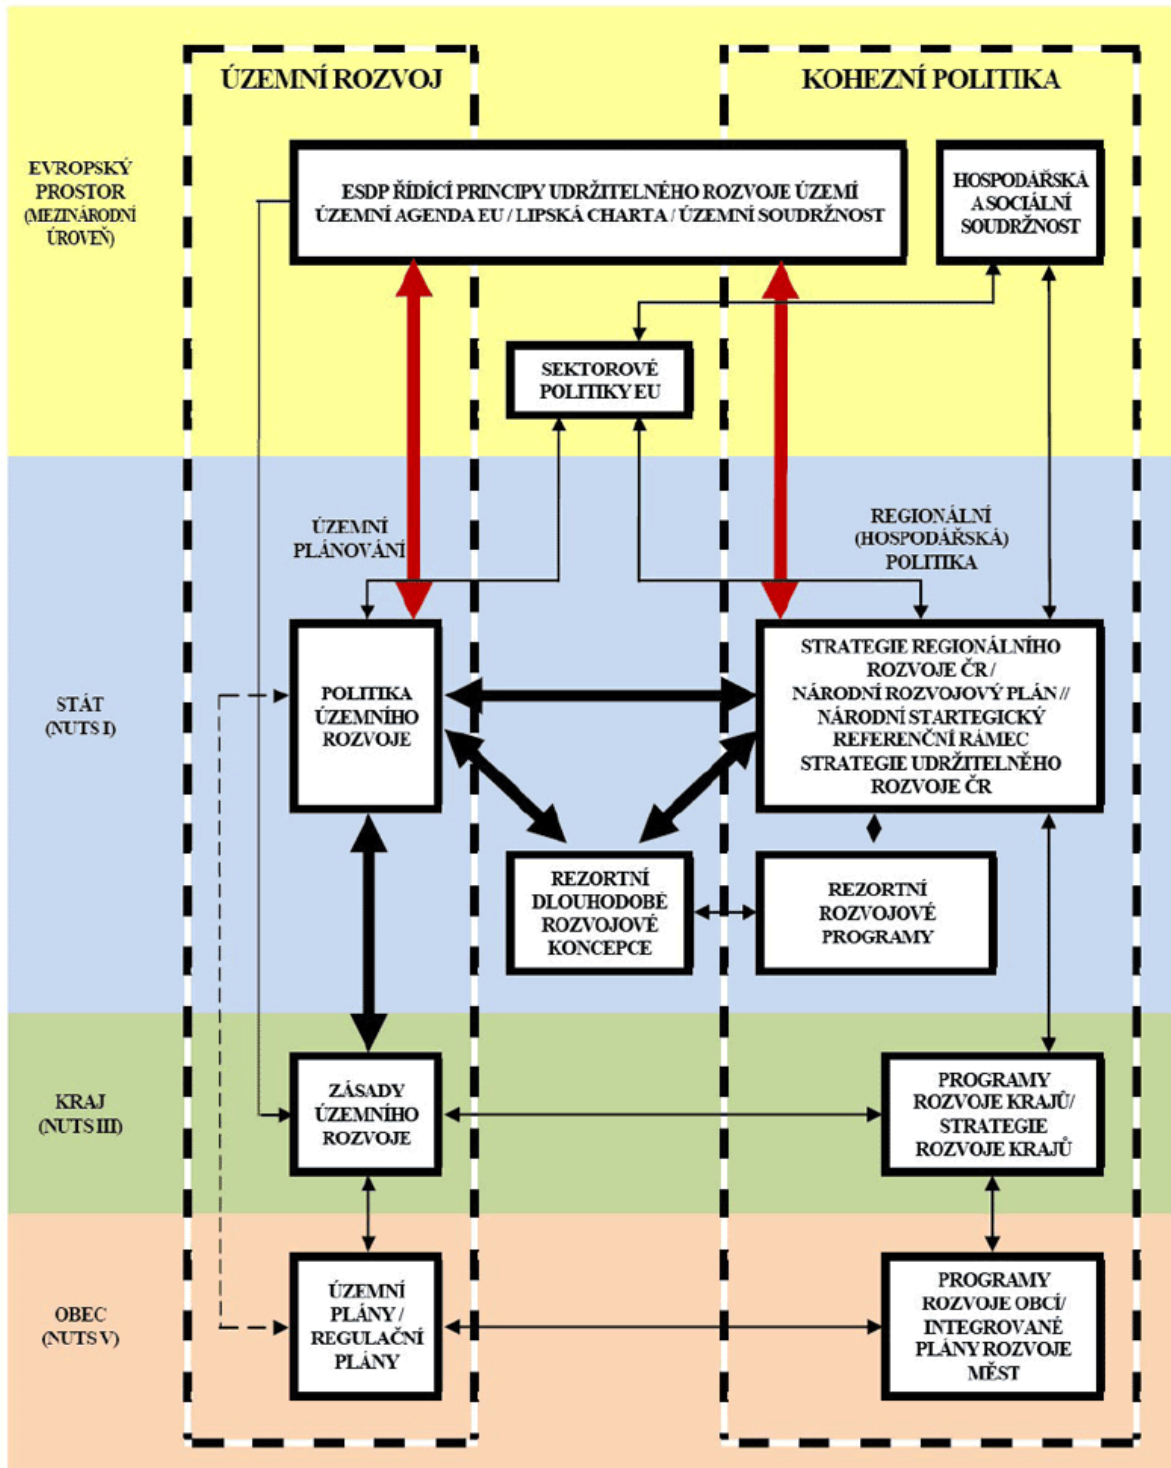 ÚZEMNÍ ROZVOJ
KOHEZNÍ POLITIKA
EVROPSKÝ
PROSTOR
(MEZINÁRODNÍ
ÚROVEŇ)
ESDP ŘÍDÍCÍ PRINCIPY UDRŽITELNÉHO ROZVOJE ÚZEMÍ
ÚZEMNÍ AGENDA EU / LIPSKÁ CHARTA / ÚZEMNÍ SOUDRŽNOST
HOSPODÁŘSKÁ
A SOCIÁLNÍ
SOUDRŽNOST
SEKTOROVÉ
POLITIKY EU
ÚZEMNÍ
PLÁNOVÁNÍ
REGIONÁLNÍ
(HOSPODÁŘSKÁ)
POLITIKA
STÁT
(NUTS I)
POLITIKA
ÚZEMNÍHO
ROZVOJE
STRATEGIE REGIONÁLNÍHO
ROZVOJE ČR /
NÁRODNÍ ROZVOJOVÝ PLÁN //
NÁRODNÍ STARTEGICKÝ
REFERENČNÍ RÁMEC
STRATEGIE UDRŽITELNĚHO
ROZVOJE ČR
REZORTNÍ
DLOUHODOBÉ
ROZVOJOVÉ
KONCEPCE
REZORTNÍ
ROZVOJOVÉ
PROGRAMY
KRAJ
(NUTS III)
ZÁSADY
ÚZEMNÍHO
ROZVOJE
PROGRAMY
ROZVOJE KRAJŮ/
STRATEGIE
ROZVOJE KRAJŮ
OBEC
(NUTS V)
ÚZEMNÍ
PLÁNY /
REGULAČNÍ
PLÁNY
PROGRAMY
ROZVOJE OBCÍ/
INTEGROVANÉ
PLÁNY ROZVOJE
MĚST